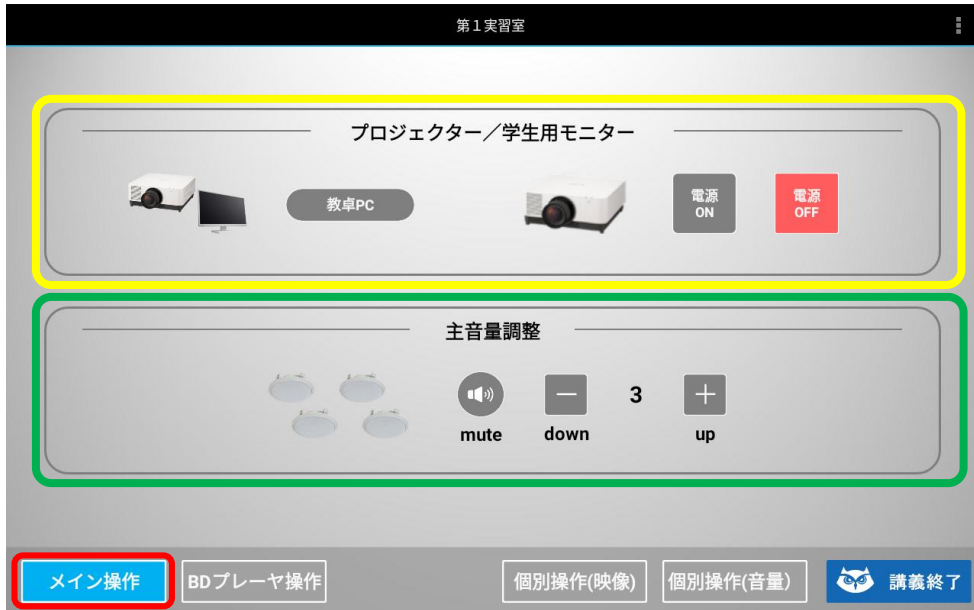 第１実習室
プロジェクター／学生用モニター
教卓PC
電源
ON
電源
OFF
主音量調整
3
mute
down
up
メイン操作
BDプレーヤ操作
個別操作(映像)
個別操作(音量）
講義終了